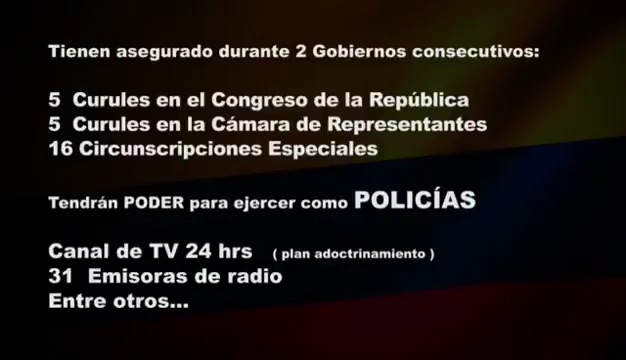 Tienen asegurado durante 2 Gobiernos consecutivos:
5 Curules en el Congreso de la República
5 Curules en la Cámara de Representantes
16 Circunscripciones Especiales
Tendrán PODER para ejercer como POLICÍAS
Canal de TV 24 hrs ( plan adoctrinamiento )
31 Emisoras de radio
Entre otros...